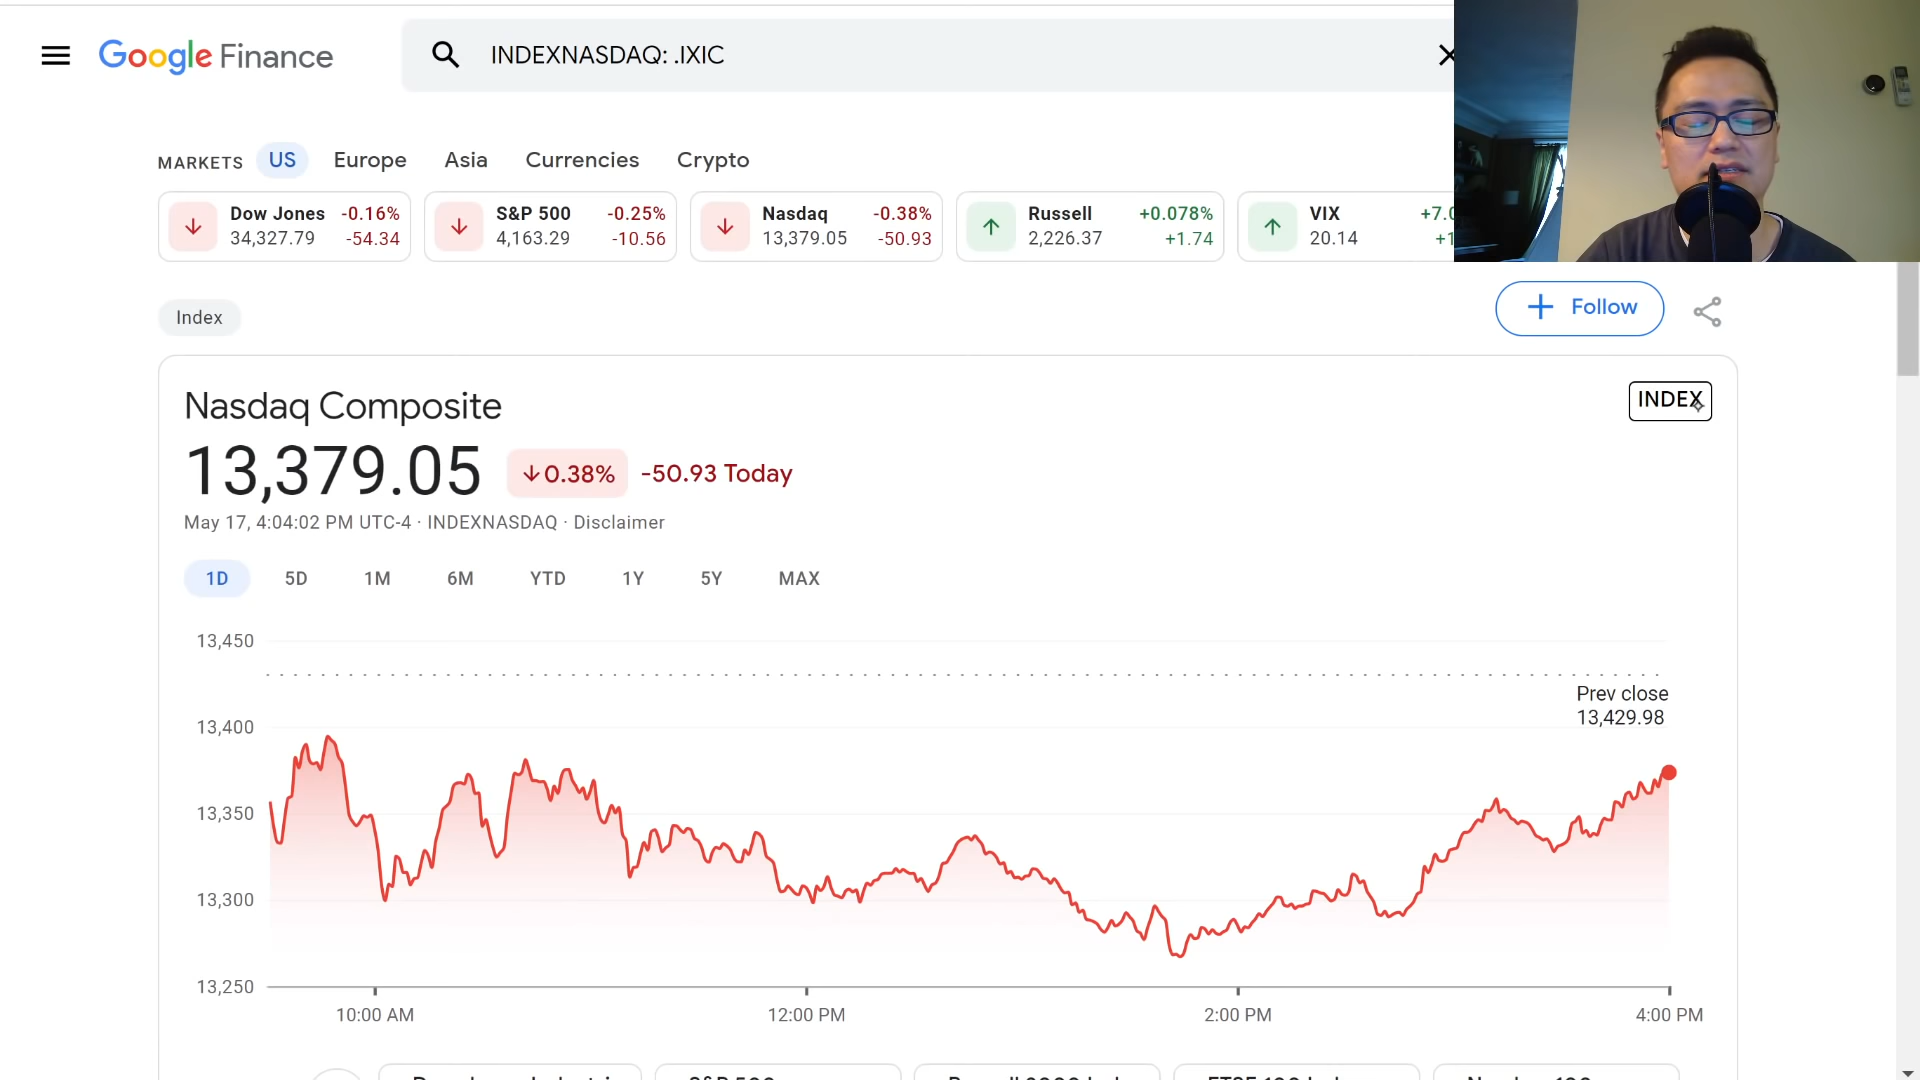 Google Finance
INDEXNASDAQ: .IXIC
MARKETS US Europe Asia Currencies Crypto
Dow Jones -0.16%
34,327.79 -54.34
S&P 500 -0.25%
4,163.29 -10.56
Nasdaq -0.38%
13,379.05 -50.93
Russell +0.078%
2,226.37 +1.74
VIX +7.0
20.14 +1
Index
+ Follow
Nasdaq Composite
INDEX
13,379.05 ↓0.38% -50.93 Today
May 17, 4:04:02 PM UTC-4 · INDEXNASDAQ · Disclaimer
1D 5D 1M 6M YTD 1Y 5Y MAX
13,450
Prev close
13,429.98
13,400
13,350
13,300
13,250
10:00 AM 12:00 PM 2:00 PM 4:00 PM